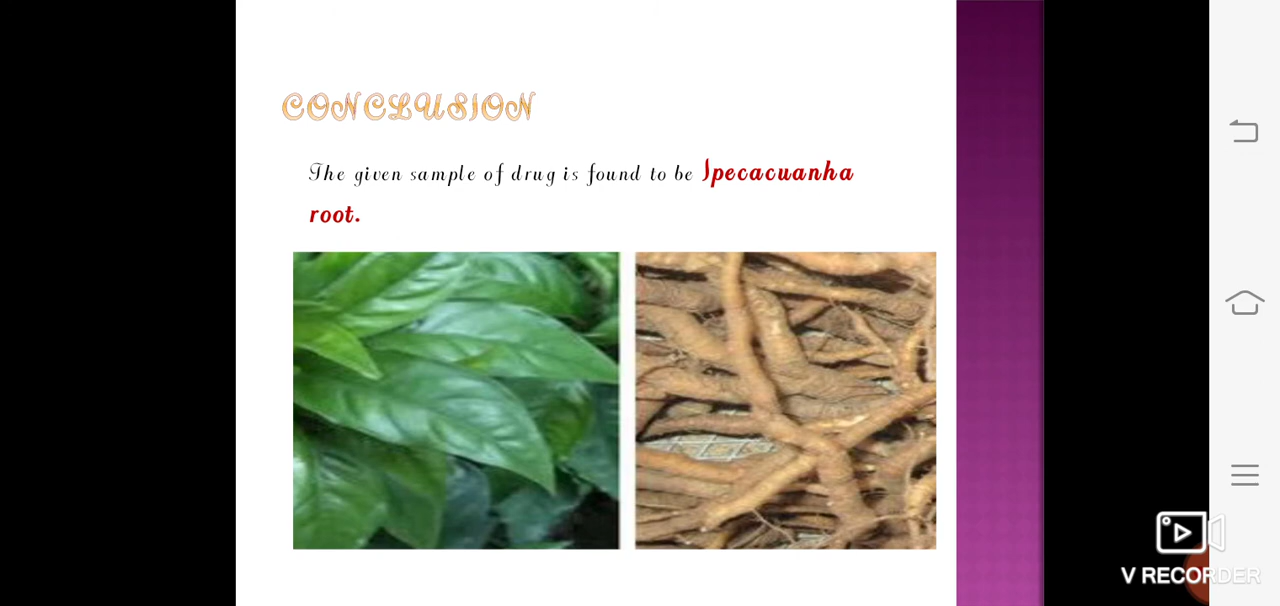 CONCLUSION
The given sample of drug is found to be Ipecacuanha
root.
V RECORDER